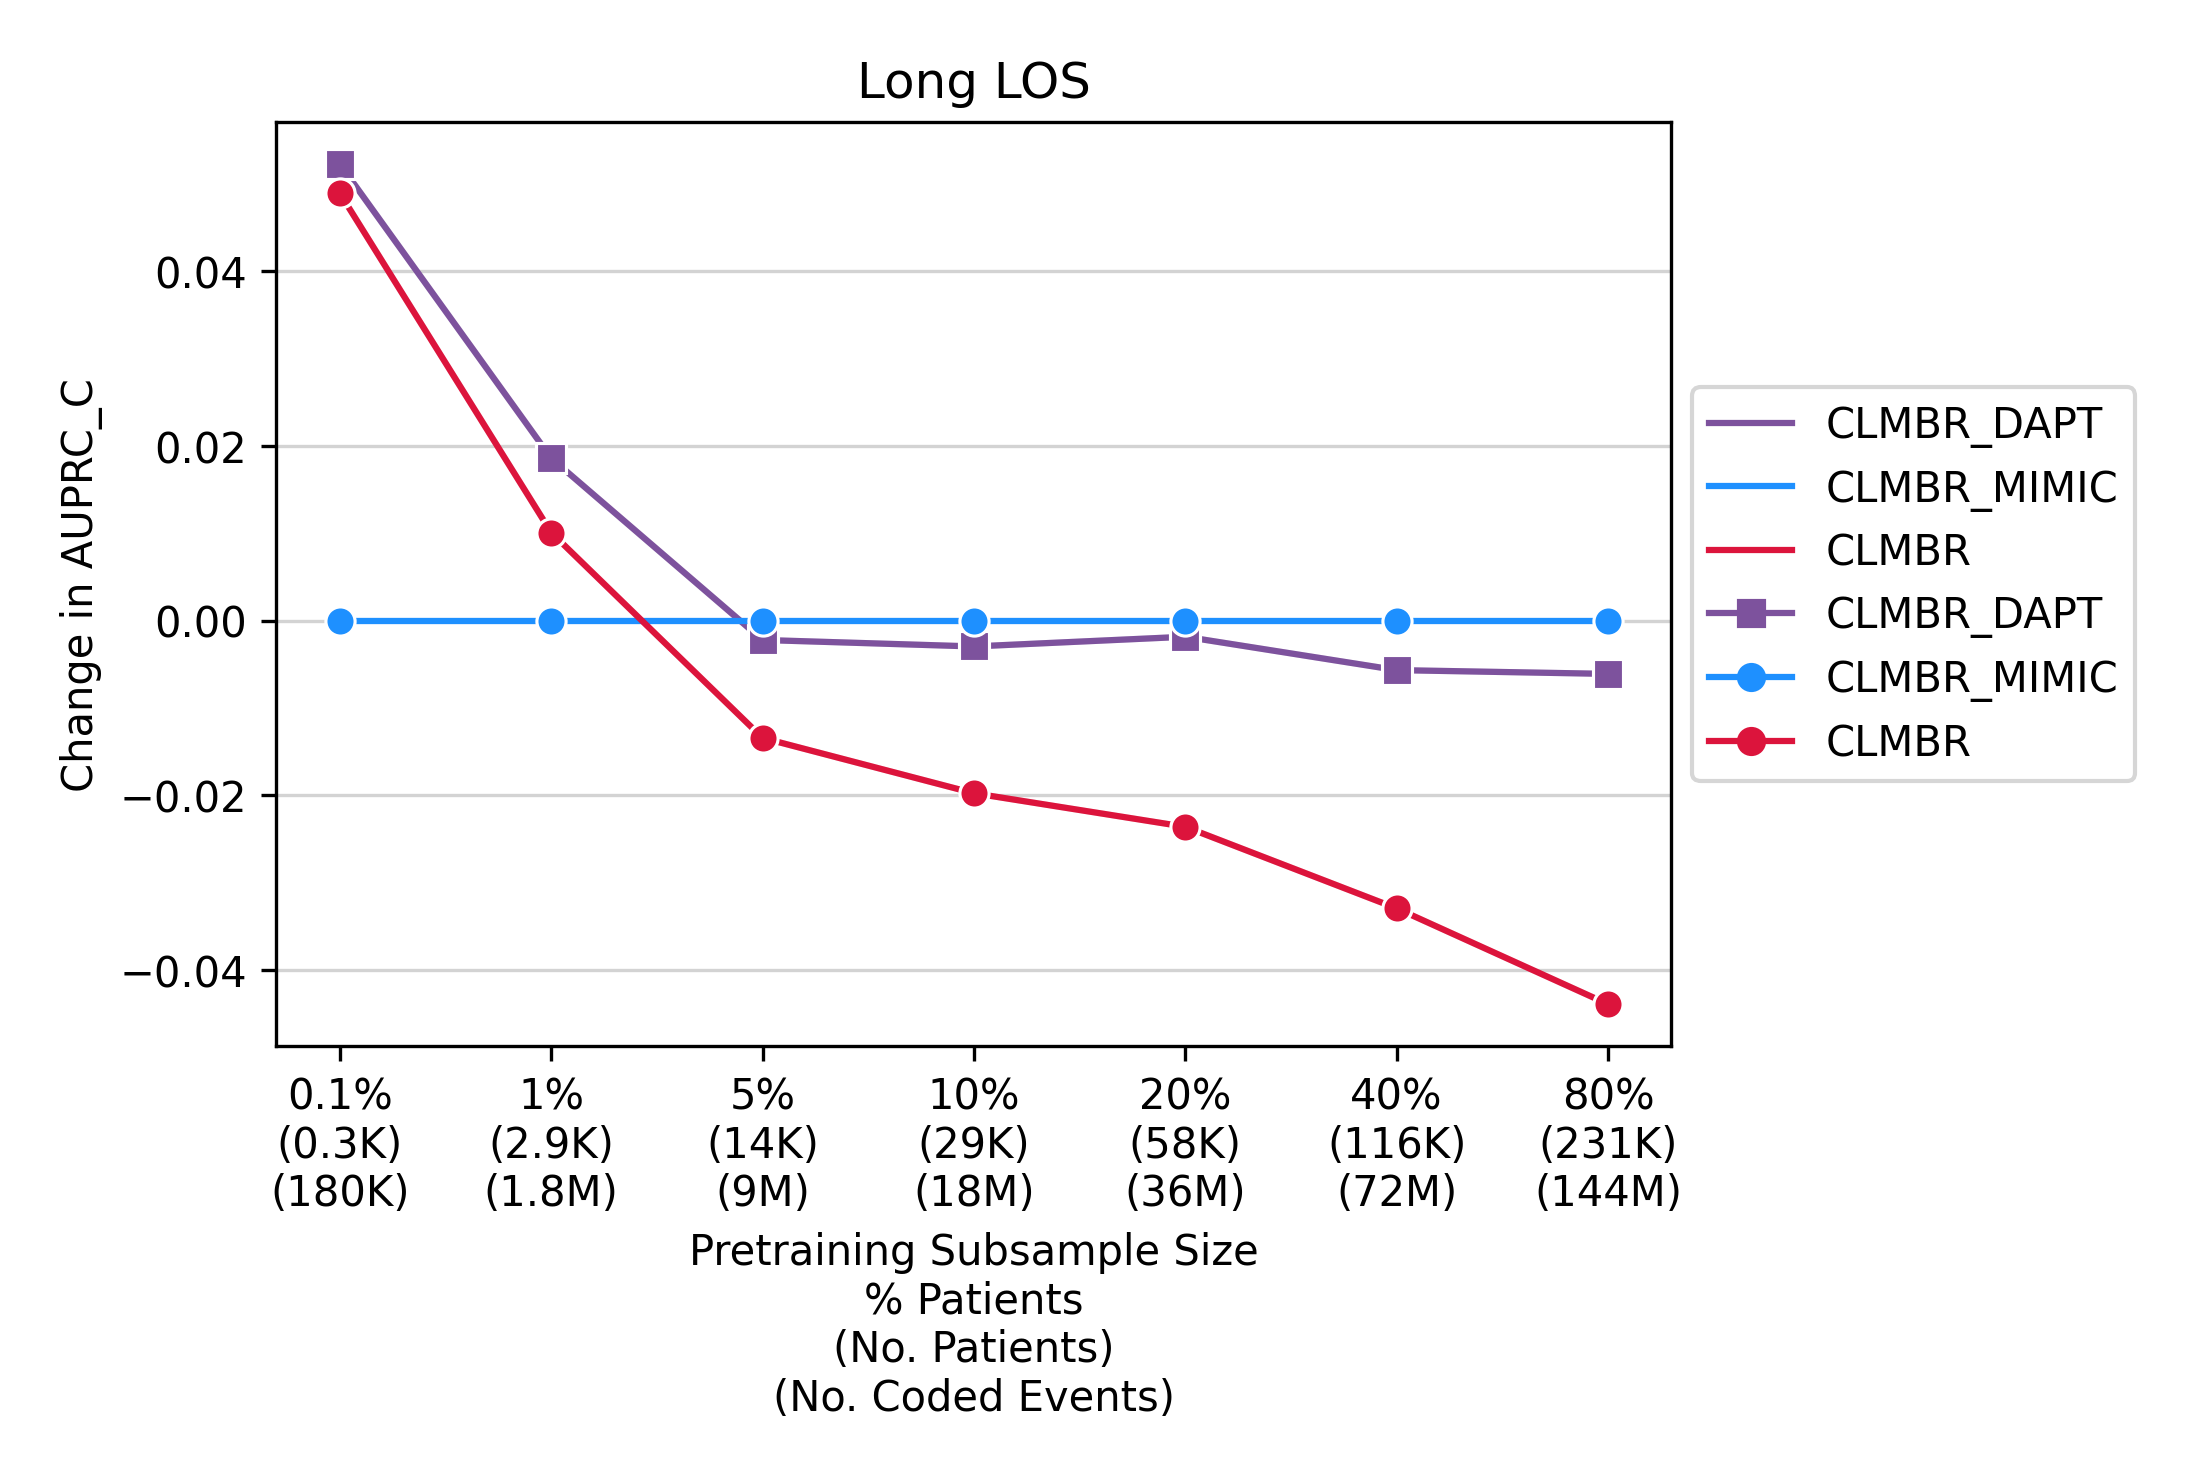 Long LOS
Change in AUPRC_C
0.04
0.02
0.00
−0.02
−0.04
0.1% 1% 5% 10% 20% 40% 80%
(0.3K) (2.9K) (14K) (29K) (58K) (116K) (231K)
(180K) (1.8M) (9M) (18M) (36M) (72M) (144M)
Pretraining Subsample Size
% Patients
(No. Patients)
(No. Coded Events)
CLMBR_DAPT
CLMBR_MIMIC
CLMBR
CLMBR_DAPT
CLMBR_MIMIC
CLMBR